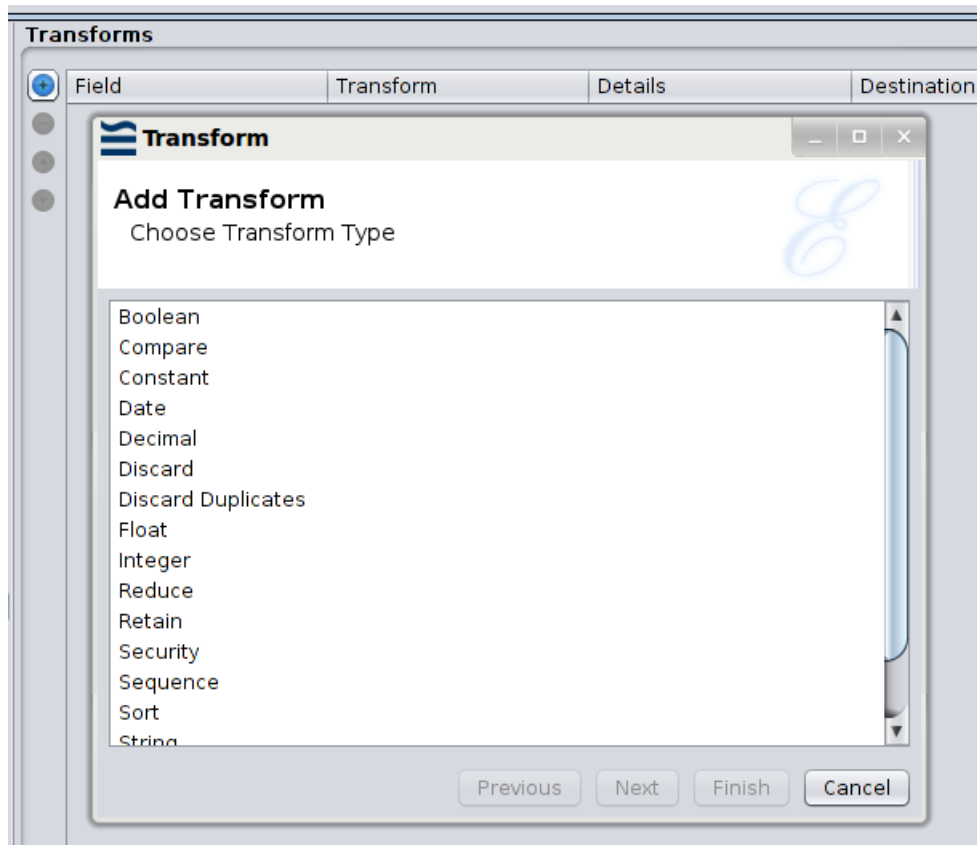 Transforms
Field Transform Details Destination
Transform
Add Transform
Choose Transform Type
Boolean
Compare
Constant
Date
Decimal
Discard
Discard Duplicates
Float
Integer
Reduce
Retain
Security
Sequence
Sort
String
Previous Next Finish Cancel